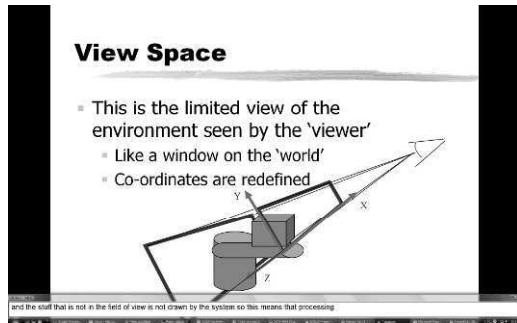 View Space
This is the limited view of the
environment seen by the 'viewer'
Like a window on the 'world'
Co-ordinates are redefined
Y
X
Z
and the stuff that is not in the field of view is not drawn by the system so this means that processing